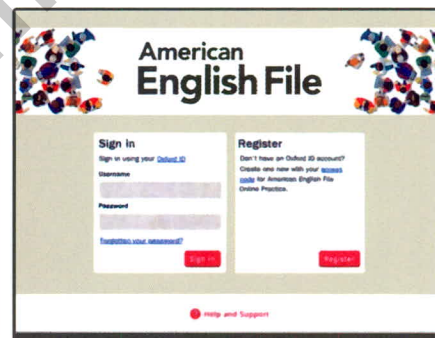 American
English File
Sign in
Sign in using your Oxford ID
Username
Password
Forgotten your password?
Sign in
Register
Don't have an Oxford ID account?
Create one now with your access
code for American English File
Online Practice.
Register
Help and Support